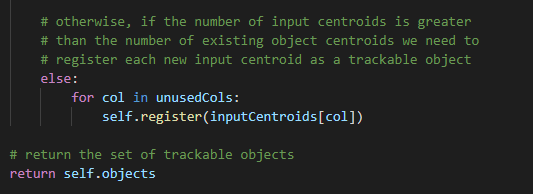 # otherwise, if the number of input centroids is greater
# than the number of existing object centroids we need to
# register each new input centroid as a trackable object
else:
for col in unusedCols:
self.register(inputCentroids[col])
# return the set of trackable objects
return self.objects